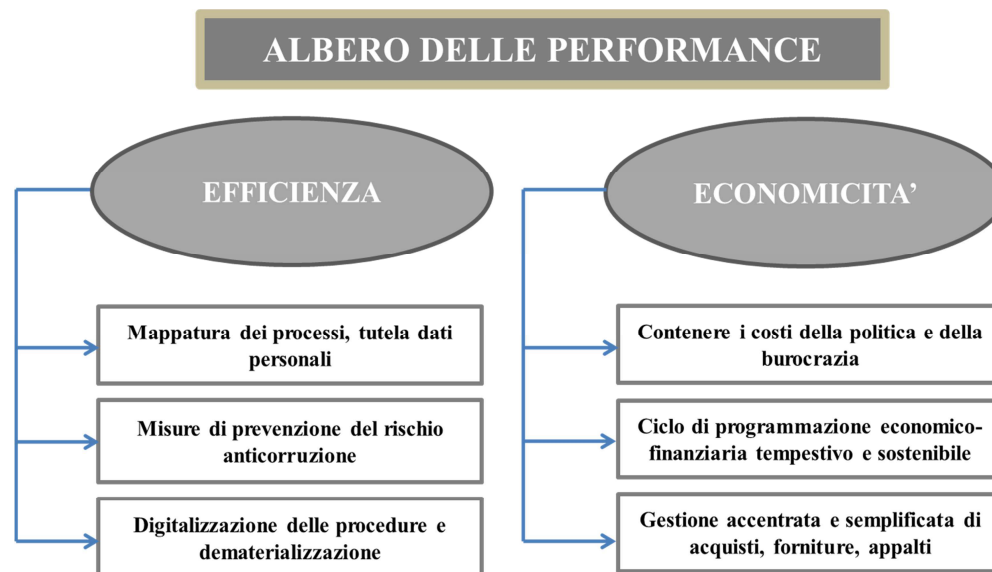 ALBERO DELLE PERFORMANCE
EFFICIENZA
Mappatura dei processi, tutela dati
personali
Misure di prevenzione del rischio
anticorruzione
Digitalizzazione delle procedure e
dematerializzazione
ECONOMICITA’
Contenere i costi della politica e della
burocrazia
Ciclo di programmazione economico-
finanziaria tempestivo e sostenibile
Gestione accentrata e semplificata di
acquisti, forniture, appalti